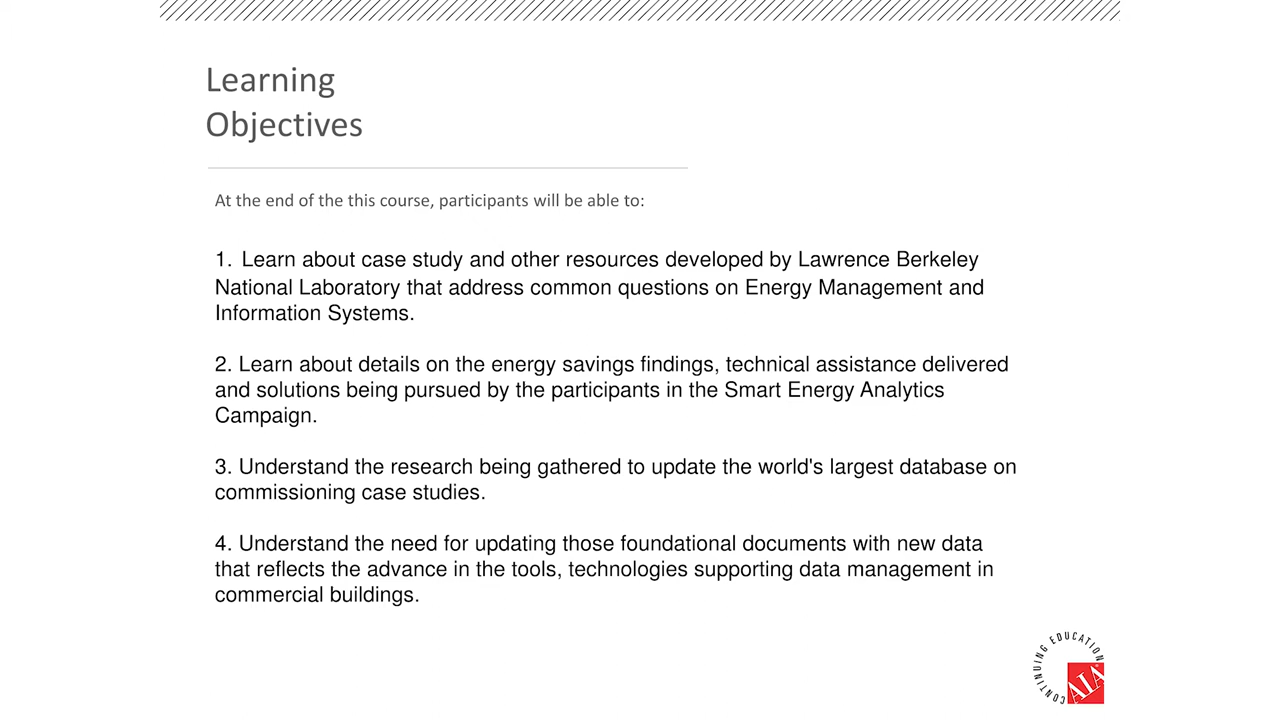 Learning
Objectives
At the end of the this course, participants will be able to:
1. Learn about case study and other resources developed by Lawrence Berkeley
National Laboratory that address common questions on Energy Management and
Information Systems.
2. Learn about details on the energy savings findings, technical assistance delivered
and solutions being pursued by the participants in the Smart Energy Analytics
Campaign.
3. Understand the research being gathered to update the world's largest database on
commissioning case studies.
4. Understand the need for updating those foundational documents with new data
that reflects the advance in the tools, technologies supporting data management in
commercial buildings.
CONTINUING EDUCATION
AIA